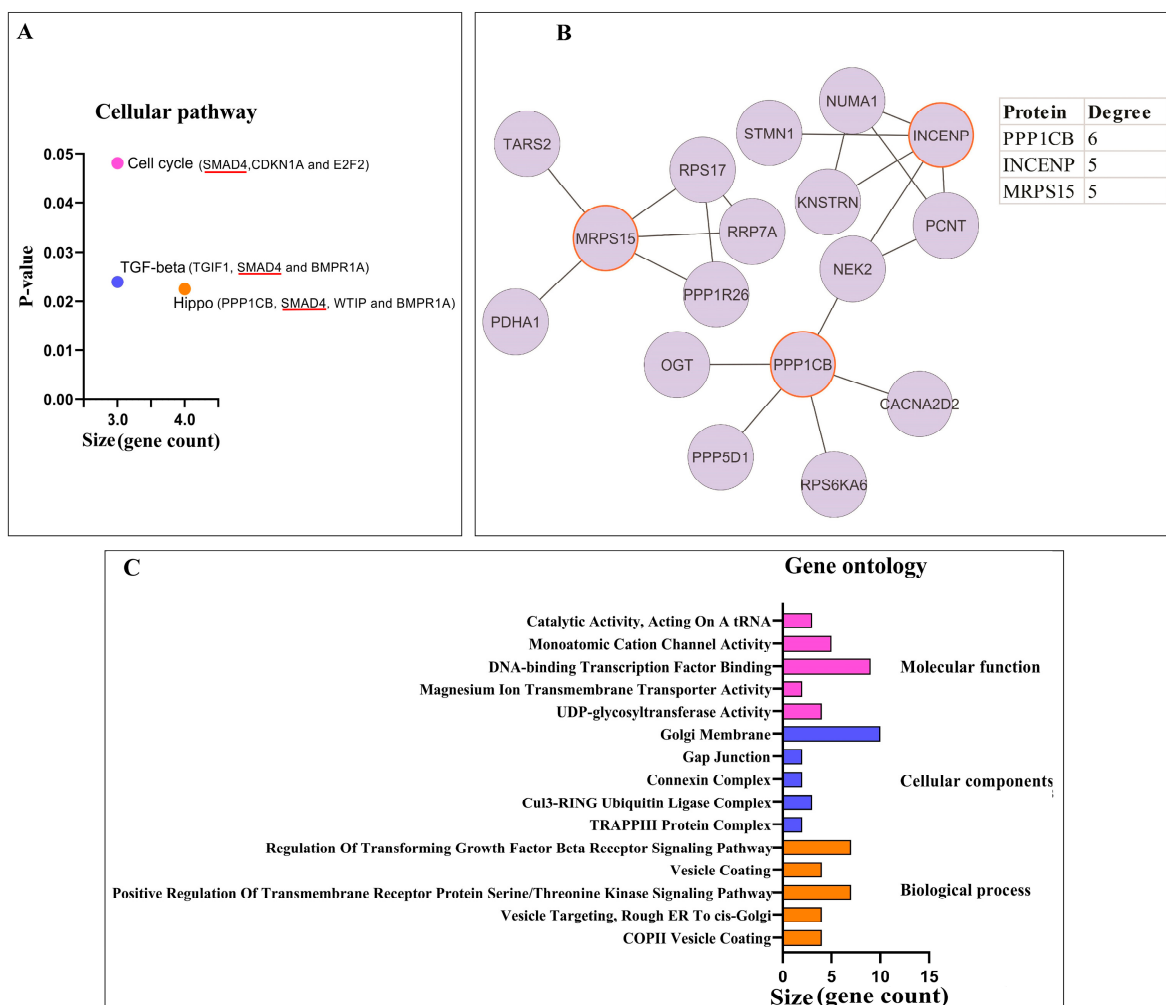 A
Cellular pathway
0.05
0.04
0.03
0.02
0.01
0.00
P-value
Cell cycle (SMAD4,CDKN1A and E2F2)
TGF-beta (TGIF1, SMAD4 and BMPR1A)
Hippo (PPP1CB, SMAD4, WTIP and BMPR1A)
3.0 4.0
Size (gene count)
B
NUMA1
STMN1
INCENP
TARS2
RPS17
KNSTRN
PCNT
MRPS15
RRP7A
NEK2
PPP1R26
PDHA1
OGT
PPP1CB
CACNA2D2
PPP5D1
RPS6KA6
Protein Degree
PPP1CB 6
INCENP 5
MRPS15 5
C
Gene ontology
Catalytic Activity, Acting On A tRNA
Monoatomic Cation Channel Activity
DNA-binding Transcription Factor Binding
Magnesium Ion Transmembrane Transporter Activity
UDP-glycosyltransferase Activity
Golgi Membrane
Gap Junction
Connexin Complex
Cul3-RING Ubiquitin Ligase Complex
TRAPPIII Protein Complex
Regulation Of Transforming Growth Factor Beta Receptor Signaling Pathway
Vesicle Coating
Positive Regulation Of Transmembrane Receptor Protein Serine/Threonine Kinase Signaling Pathway
Vesicle Targeting, Rough ER To cis-Golgi
COPII Vesicle Coating
Molecular function
Cellular components
Biological process
0 5 10 15
Size (gene count)